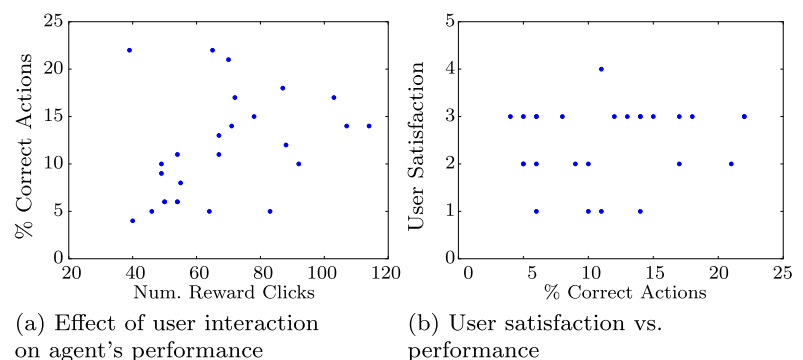 25
20
15
10
5
0
% Correct Actions
20 40 60 80 100 120
Num. Reward Clicks
5
4
3
2
1
0
User Satisfaction
0 5 10 15 20 25
% Correct Actions
(a) Effect of user interaction
on agent's performance
(b) User satisfaction vs.
performance